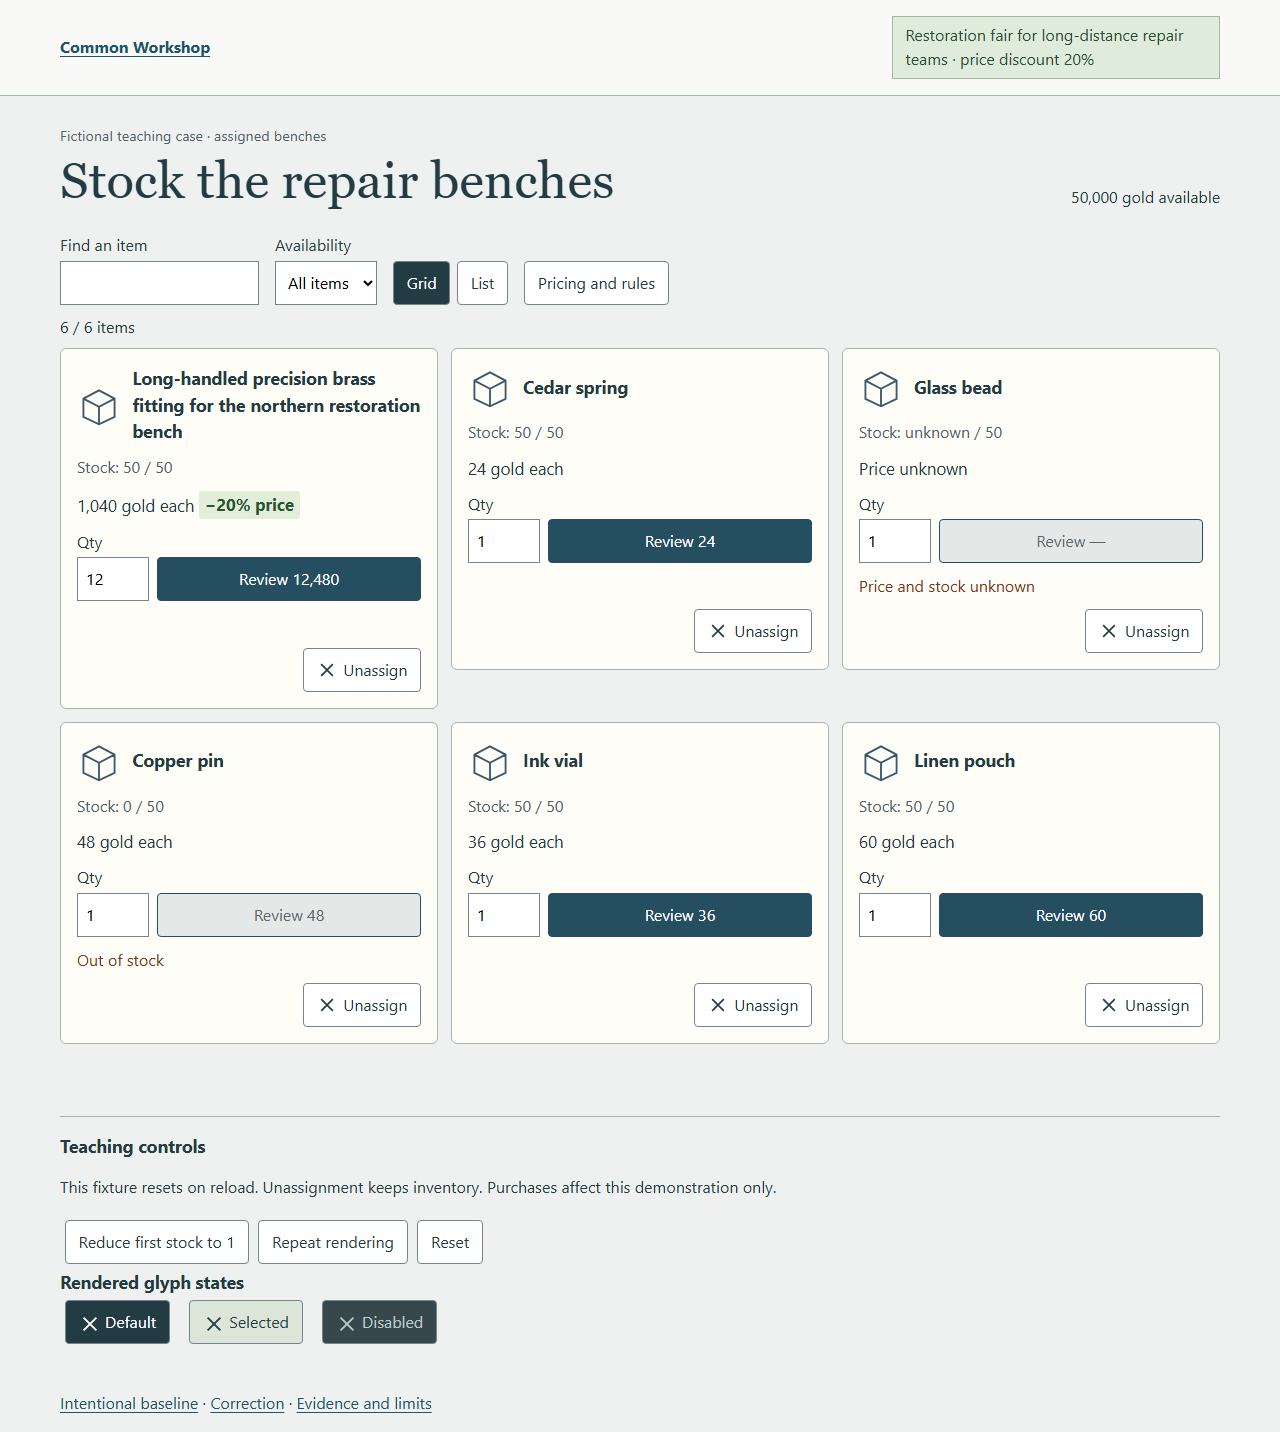 Common Workshop
Restoration fair for long-distance repair
teams · price discount 20%
Fictional teaching case · assigned benches
Stock the repair benches
50,000 gold available
Find an item
Availability
All items
Grid
List
Pricing and rules
6 / 6 items
Long-handled precision brass
fitting for the northern restoration
bench
Stock: 50 / 50
1,040 gold each −20% price
Qty
12
Review 12,480
Unassign
Cedar spring
Stock: 50 / 50
24 gold each
Qty
1
Review 24
Unassign
Glass bead
Stock: unknown / 50
Price unknown
Qty
1
Review —
Price and stock unknown
Unassign
Copper pin
Stock: 0 / 50
48 gold each
Qty
1
Review 48
Out of stock
Unassign
Ink vial
Stock: 50 / 50
36 gold each
Qty
1
Review 36
Unassign
Linen pouch
Stock: 50 / 50
60 gold each
Qty
1
Review 60
Unassign
Teaching controls
This fixture resets on reload. Unassignment keeps inventory. Purchases affect this demonstration only.
Reduce first stock to 1
Repeat rendering
Reset
Rendered glyph states
Default
Selected
Disabled
Intentional baseline · Correction · Evidence and limits